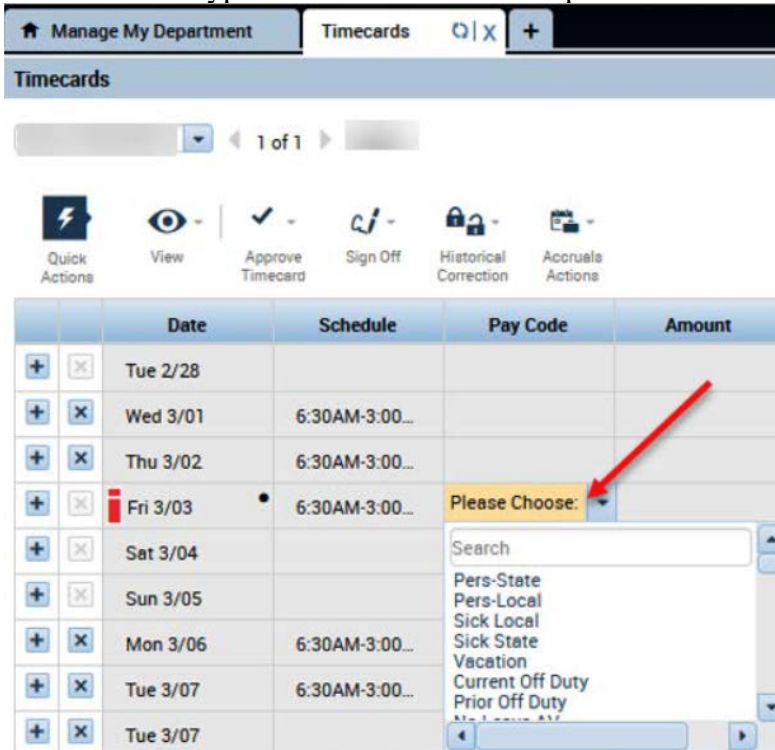 Manage My Department Timecards X +
Timecards
1 of 1
Quick Actions View Approve Timecard Sign Off Historical Correction Accruals Actions
Date Schedule Pay Code Amount
Tue 2/28
Wed 3/01 6:30AM-3:00...
Thu 3/02 6:30AM-3:00...
Fri 3/03 6:30AM-3:00... Please Choose:
Sat 3/04
Search
Pers-State
Sun 3/05
Pers-Local
Sick Local
Mon 3/06 6:30AM-3:00...
Sick State
Vacation
Tue 3/07 6:30AM-3:00...
Current Off Duty
Prior Off Duty
Tue 3/07